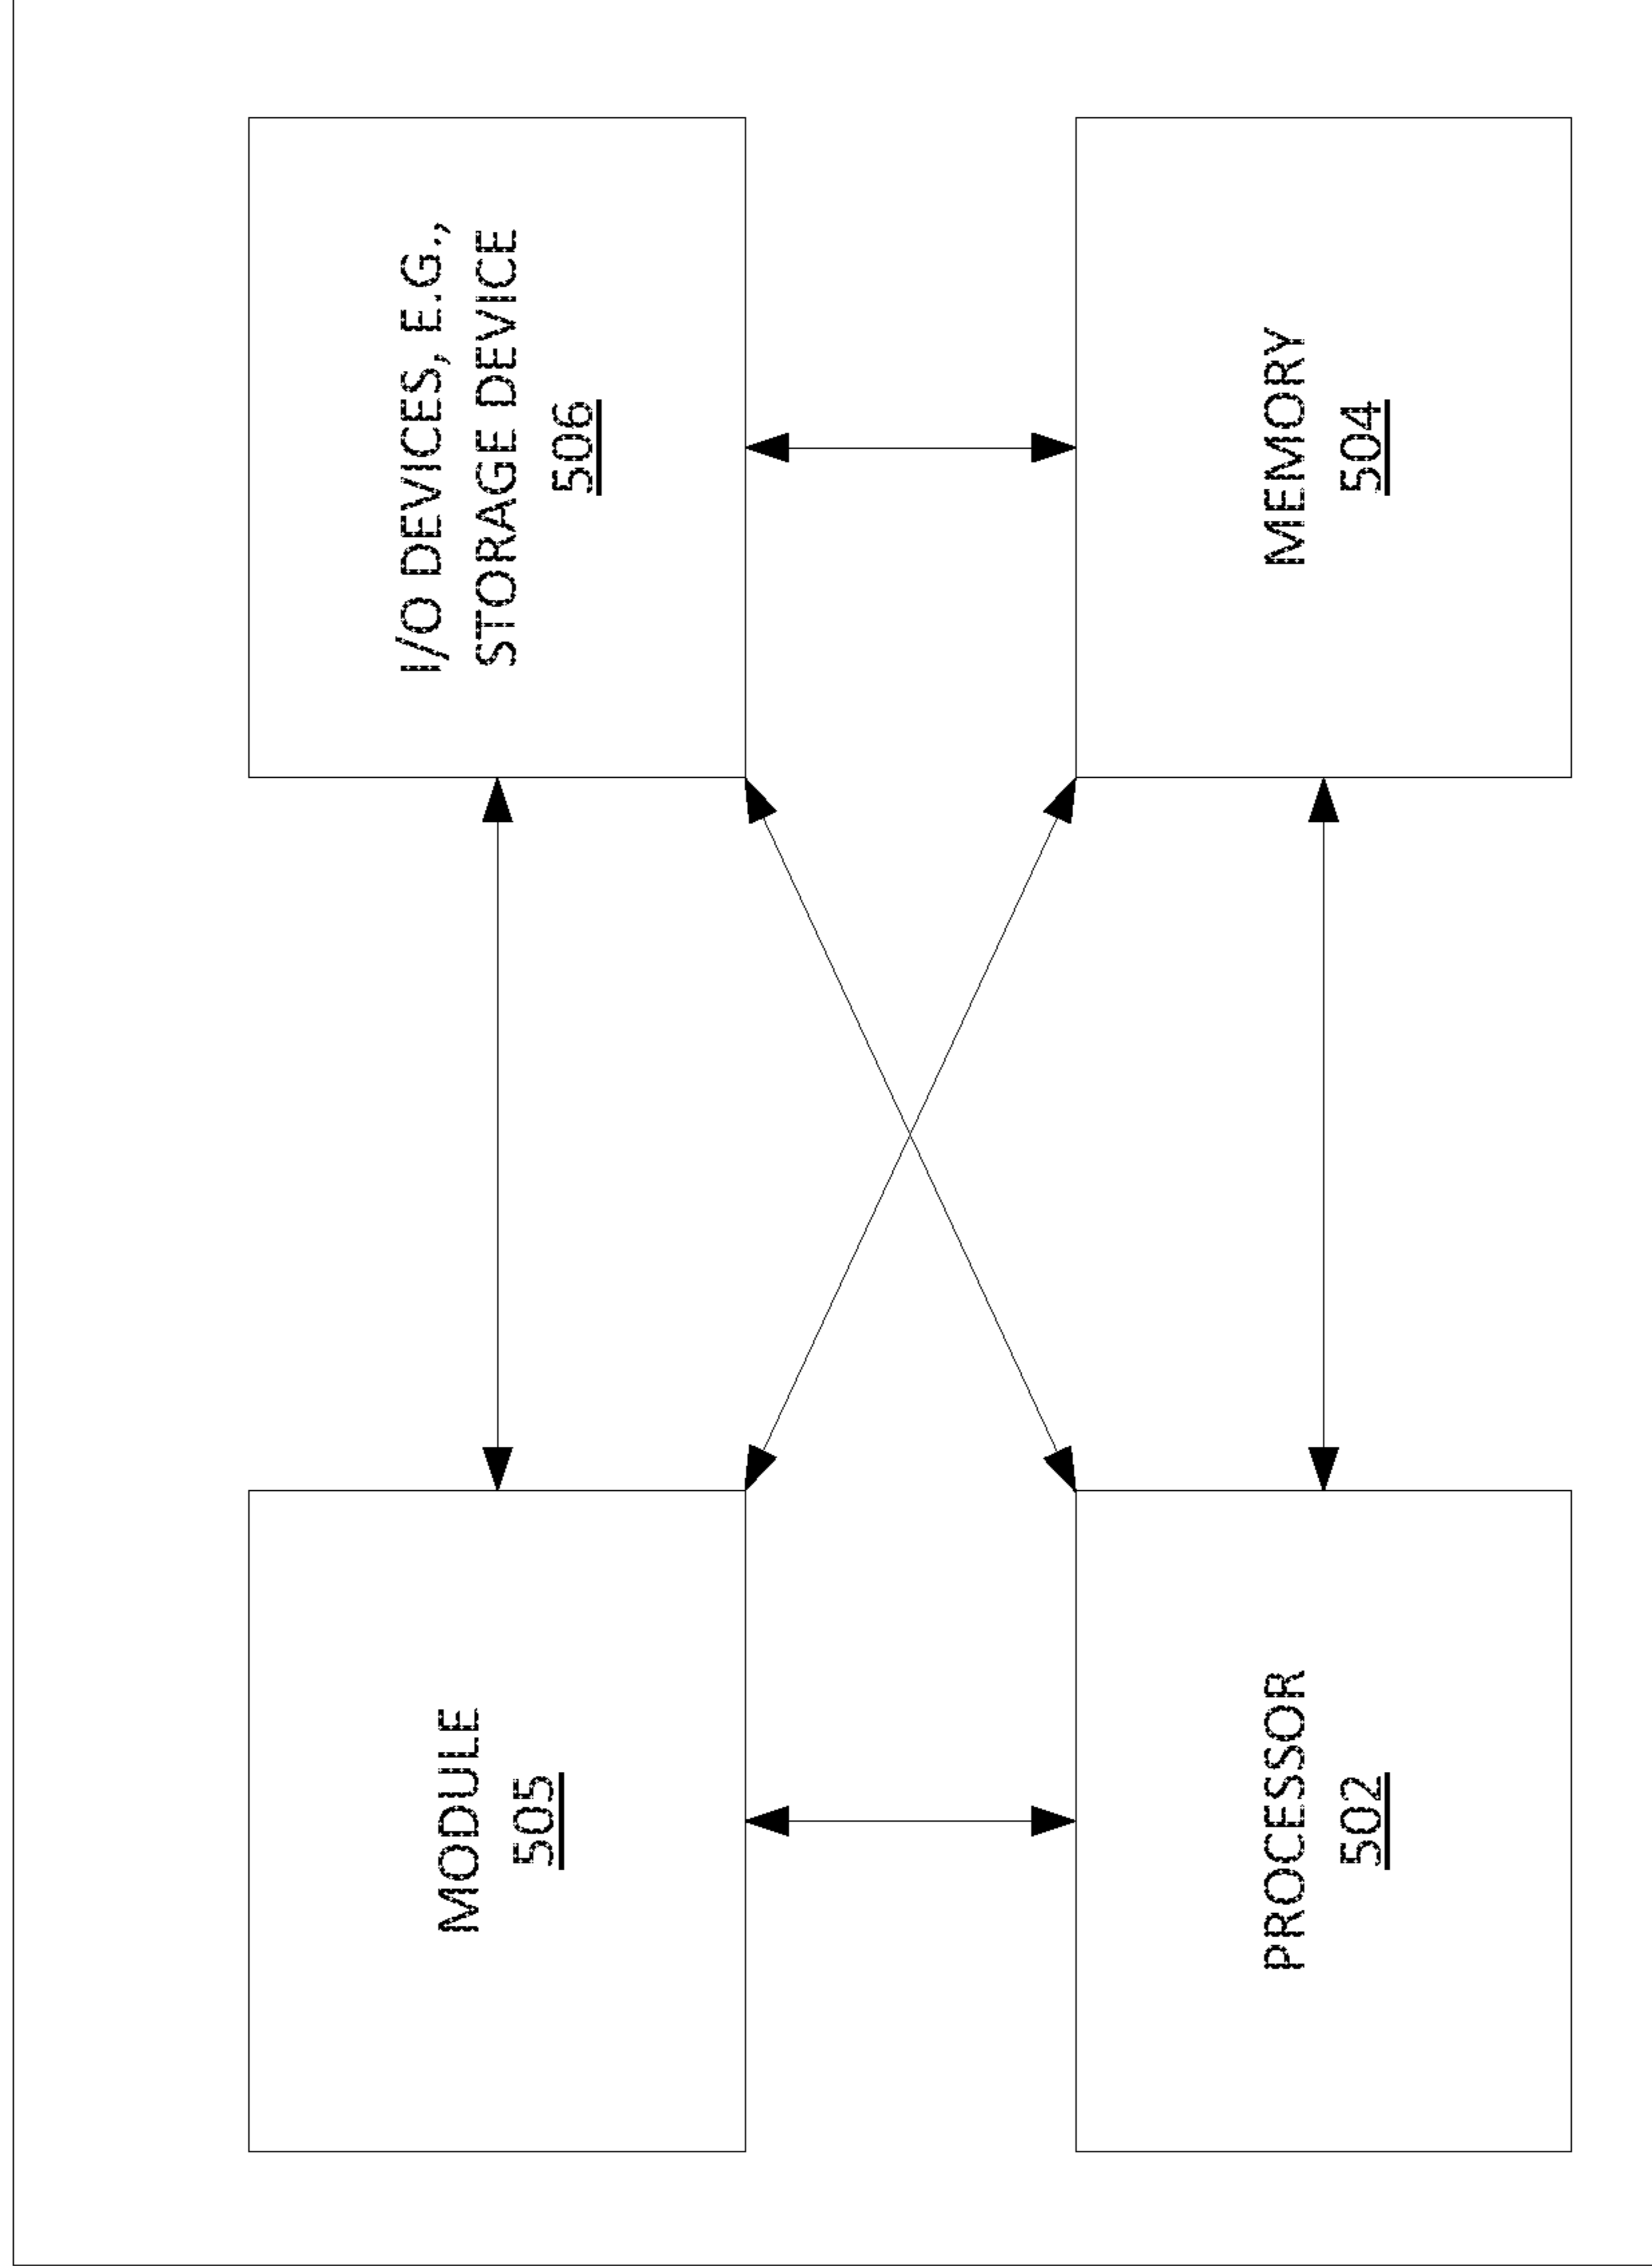 MODULE
505
I/O DEVICES, E.G.,
STORAGE DEVICE
506
PROCESSOR
502
MEMORY
504